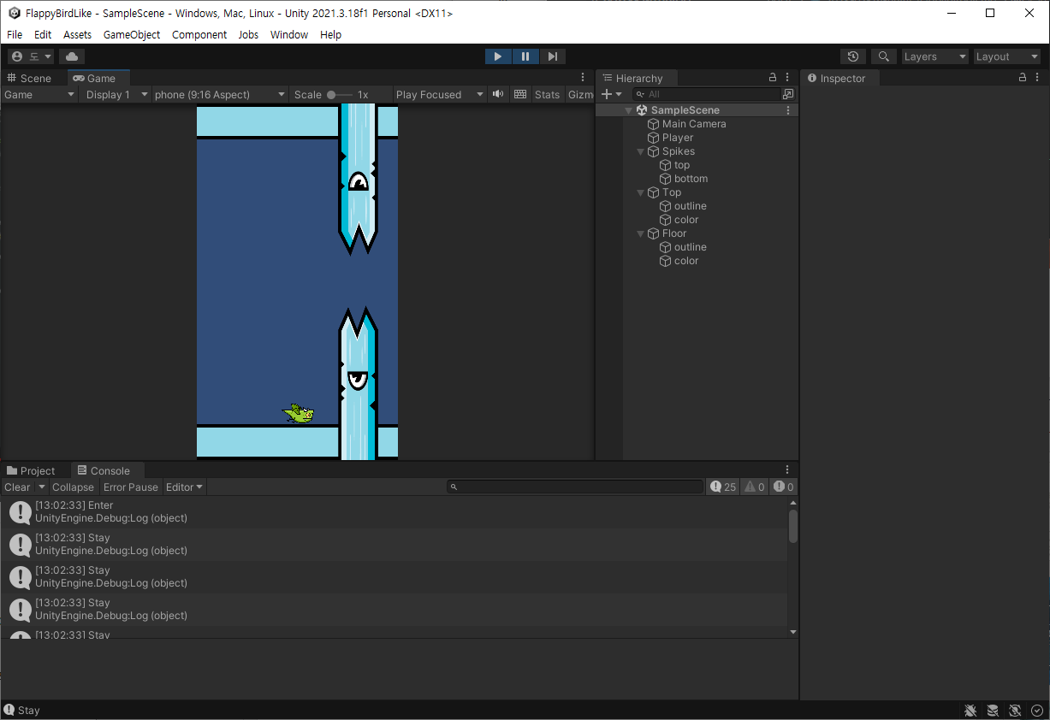 FlappyBirdLike - SampleScene - Windows, Mac, Linux - Unity 2021.3.18f1 Personal <DX11>
File Edit Assets GameObject Component Jobs Window Help
도 Layers Layout
Scene Game Hierarchy Inspector
Game Display 1 phone (9:16 Aspect) Scale 1x Play Focused Stats Gizm
All
SampleScene
Main Camera
Player
Spikes
top
bottom
Top
outline
color
Floor
outline
color
Project Console
Clear Collapse Error Pause Editor 25 0 0
[13:02:33] Enter
UnityEngine.Debug:Log (object)
[13:02:33] Stay
UnityEngine.Debug:Log (object)
[13:02:33] Stay
UnityEngine.Debug:Log (object)
[13:02:33] Stay
UnityEngine.Debug:Log (object)
[13:02:33] Stay
Stay